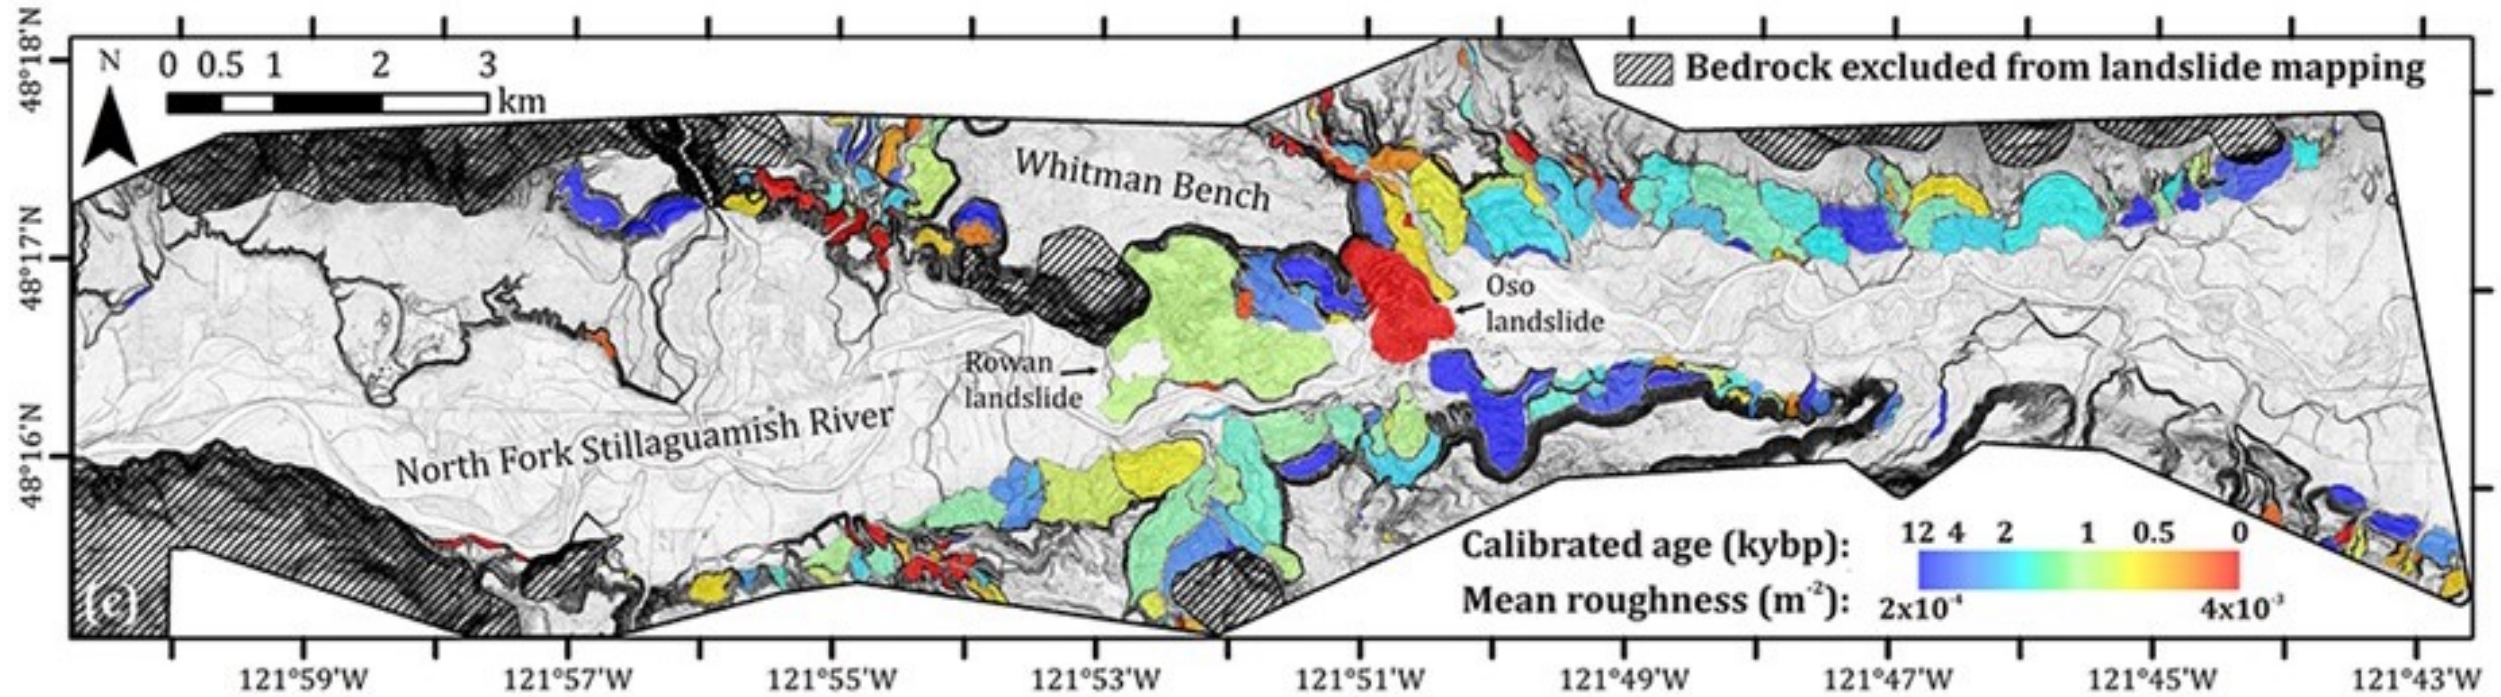 48°18'N
48°17'N
48°16'N
N
0 0.5 1 2 3
km
Bedrock excluded from landslide mapping
Whitman Bench
Oso
landslide
Rowan
landslide
North Fork Stillaguamish River
Calibrated age (kybp):
12 4 2 1 0.5 0
Mean roughness (m⁻²):
2x10⁻⁴ 4x10⁻³
(c)
121°59'W 121°57'W 121°55'W 121°53'W 121°51'W 121°49'W 121°47'W 121°45'W 121°43'W